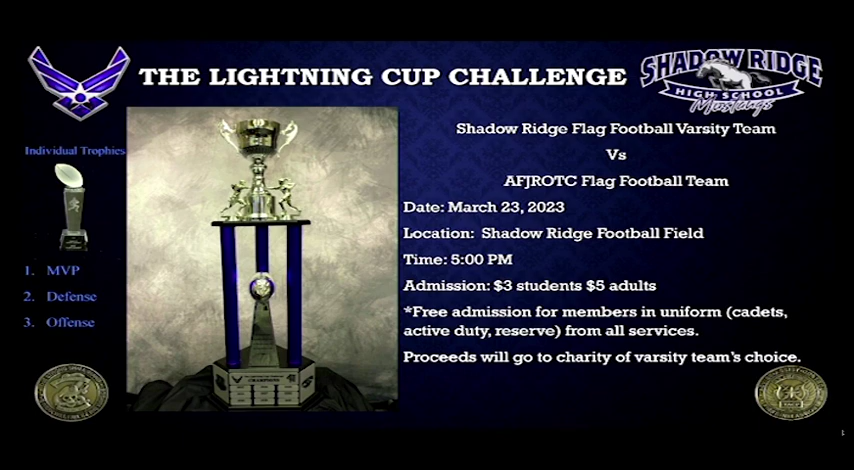 THE LIGHTNING CUP CHALLENGE
SHADOW RIDGE
HIGH SCHOOL
Mustangs
Individual Trophies
1. MVP
2. Defense
3. Offense
Shadow Ridge Flag Football Varsity Team
Vs
AFJROTC Flag Football Team
Date: March 23, 2023
Location: Shadow Ridge Football Field
Time: 5:00 PM
Admission: $3 students $5 adults
*Free admission for members in uniform (cadets,
active duty, reserve) from all services.
Proceeds will go to charity of varsity team's choice.
CHAMPIONS